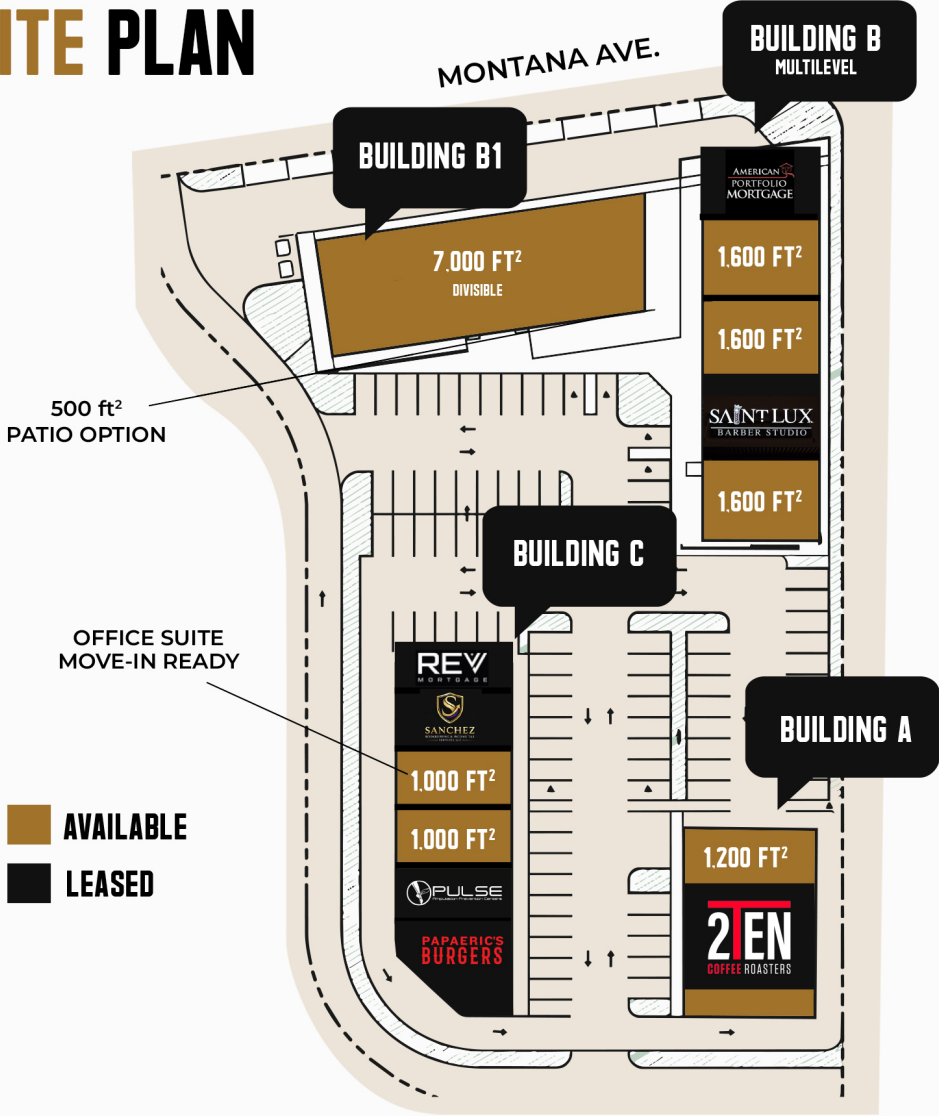 ITE PLAN
MONTANA AVE.
BUILDING B
MULTILEVEL
BUILDING B1
AMERICAN
PORTFOLIO
MORTGAGE
7,000 FT²
DIVISIBLE
1,600 FT²
1,600 FT²
500 ft²
PATIO OPTION
SAINT LUX
BARBER STUDIO
1,600 FT²
BUILDING C
OFFICE SUITE
MOVE-IN READY
REV
MORTGAGE
SANCHEZ
BUILDING A
1,000 FT²
1,000 FT²
AVAILABLE
LEASED
1,200 FT²
PULSE
Amputation Prevention Centers
PAPAERIC'S
BURGERS
2TEN
COFFEE ROASTERS